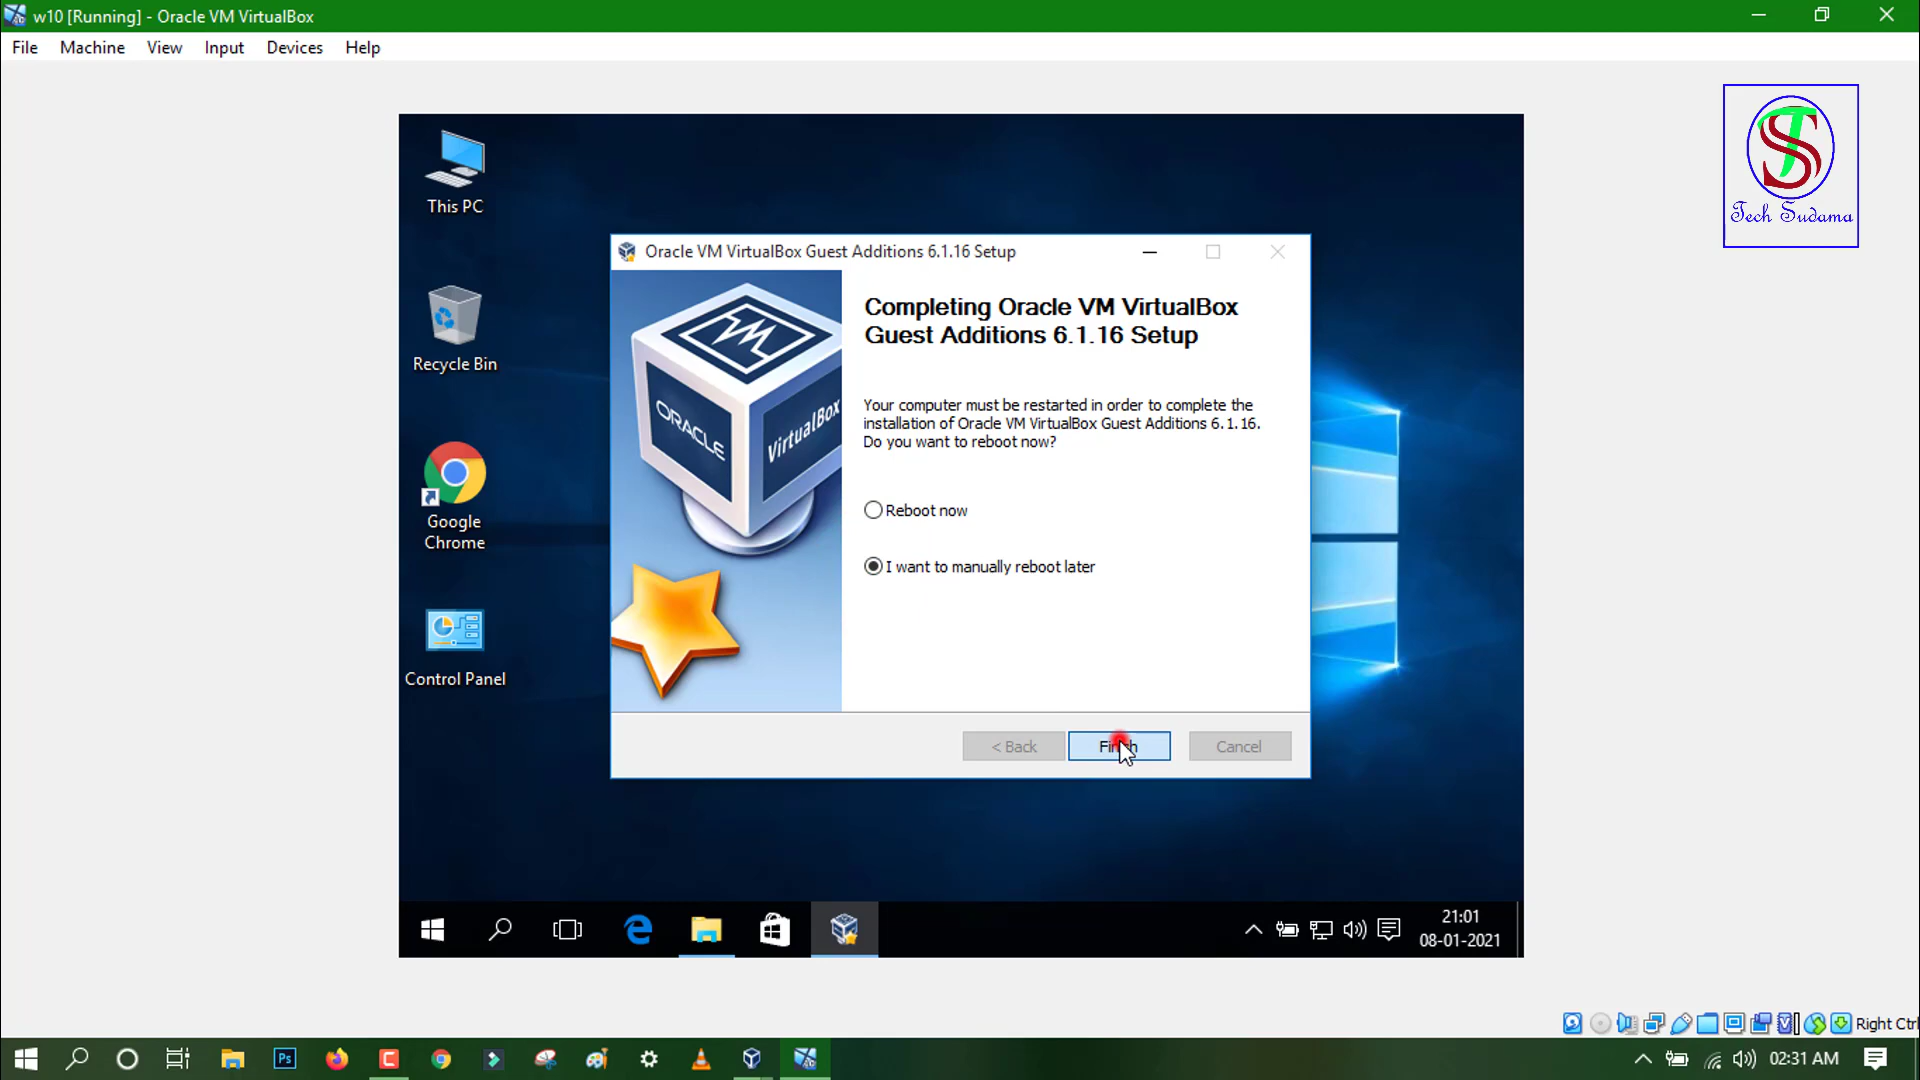 w10 [Running] - Oracle VM VirtualBox
File Machine View Input Devices Help
Tech Sudama
This PC
Recycle Bin
Google
Chrome
Control Panel
Oracle VM VirtualBox Guest Additions 6.1.16 Setup
ORACLE
VirtualBox
Completing Oracle VM VirtualBox
Guest Additions 6.1.16 Setup
Your computer must be restarted in order to complete the
installation of Oracle VM VirtualBox Guest Additions 6.1.16.
Do you want to reboot now?
Reboot now
I want to manually reboot later
< Back
Finish
Cancel
21:01
08-01-2021
Right Ctrl
Ps
02:31 AM